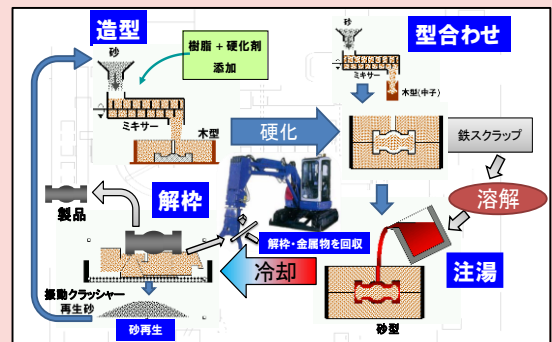 造型
砂
樹脂 + 硬化剤
添加
ミキサー
木型
硬化
型合わせ
砂
ミキサー
木型(中子)
鉄スクラップ
溶解
注湯
砂型
冷却
解枠・金属物を回収
解枠
製品
振動クラッシャー
再生砂
砂再生